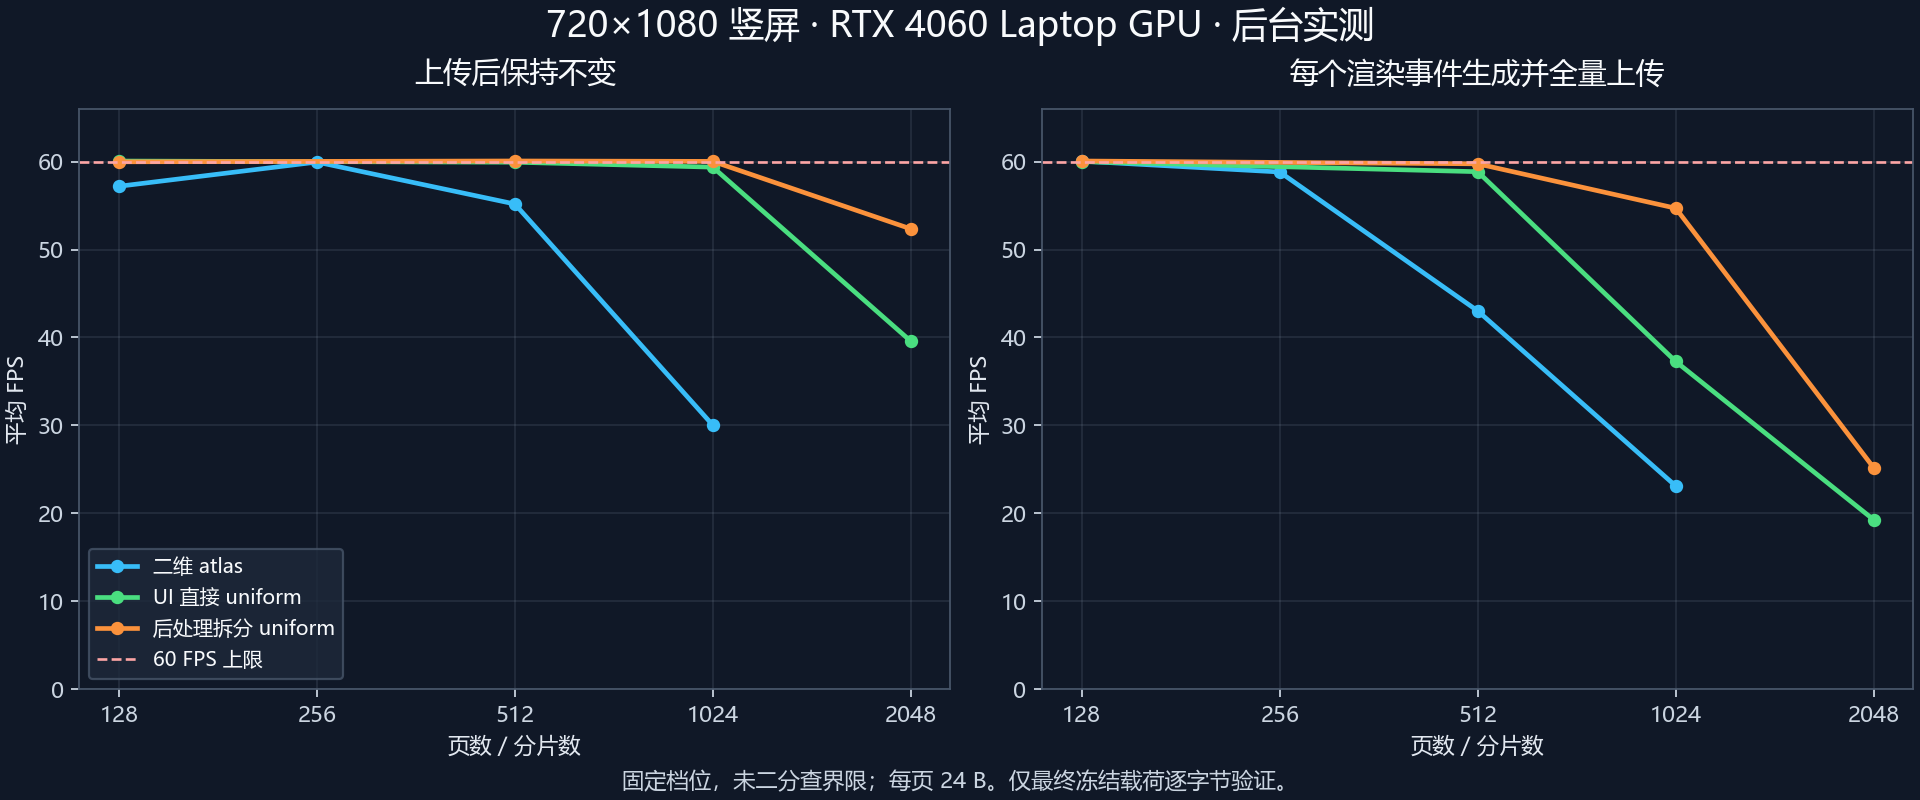 720×1080 竖屏 · RTX 4060 Laptop GPU · 后台实测
上传后保持不变
平均 FPS
60
50
40
30
20
10
0
二维 atlas
UI 直接 uniform
后处理拆分 uniform
60 FPS 上限
128 256 512 1024 2048
页数 / 分片数
每个渲染事件生成并全量上传
平均 FPS
60
50
40
30
20
10
0
128 256 512 1024 2048
页数 / 分片数
固定档位，未二分查界限；每页 24 B。仅最终冻结载荷逐字节验证。